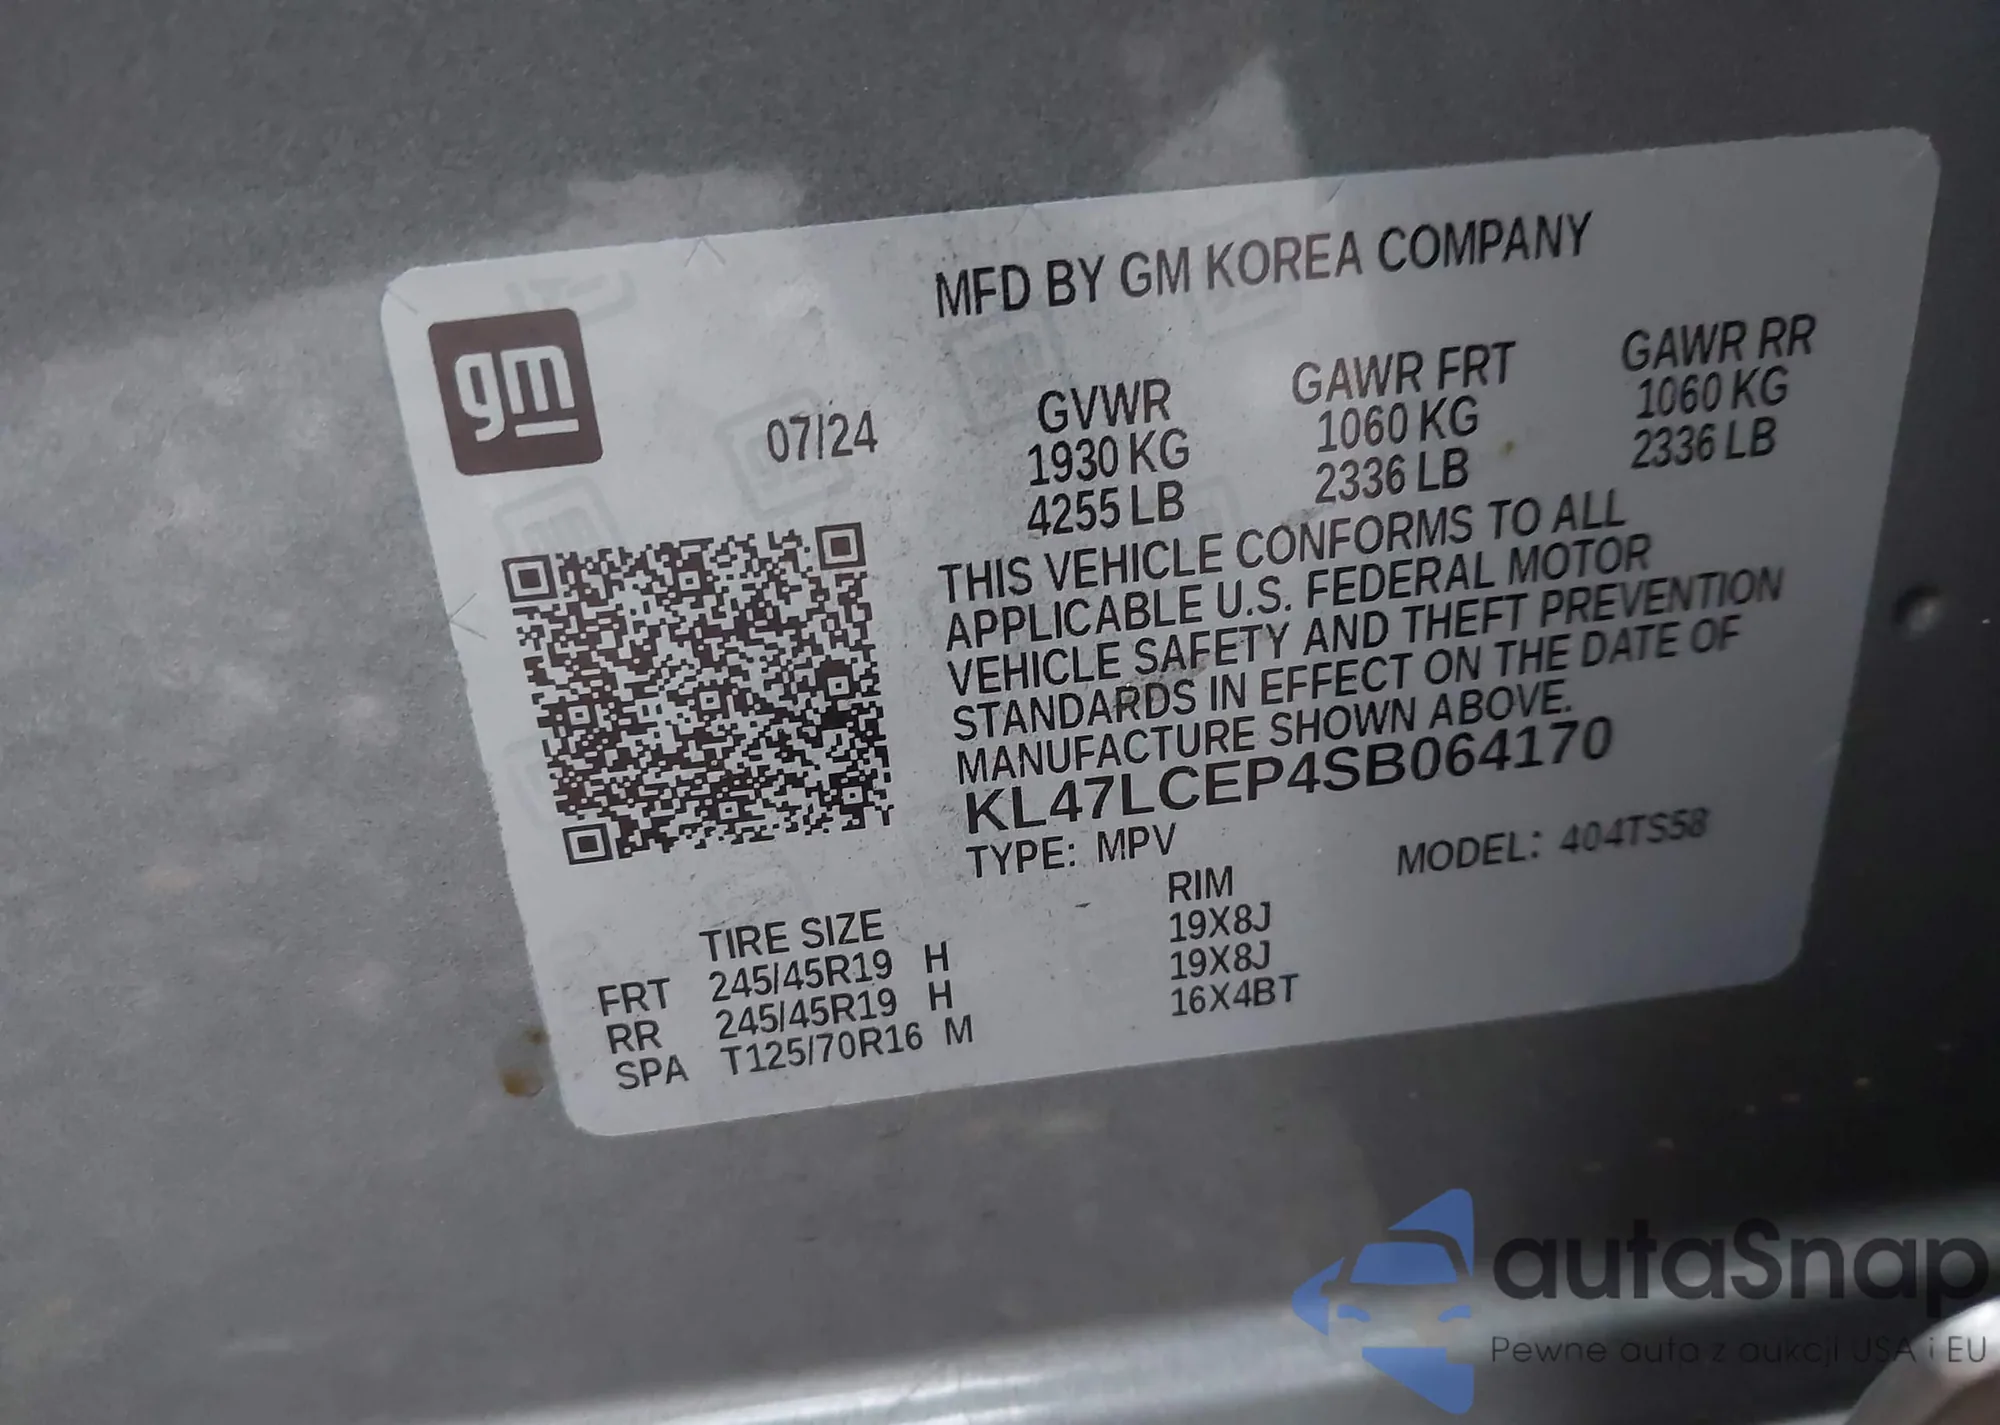 MFD BY GM KOREA COMPANY
gm
07/24
GVWR GAWR FRT GAWR RR
1930 KG 1060 KG 1060 KG
4255 LB 2336 LB 2336 LB
THIS VEHICLE CONFORMS TO ALL
APPLICABLE U.S. FEDERAL MOTOR
VEHICLE SAFETY AND THEFT PREVENTION
STANDARDS IN EFFECT ON THE DATE OF
MANUFACTURE SHOWN ABOVE.
KL47LCEP4SB064170
TYPE: MPV MODEL: 404TS58
TIRE SIZE RIM
FRT 245/45R19 H 19X8J
RR 245/45R19 H 19X8J
SPA T125/70R16 M 16X4BT
autaSnap
Pewne auta z aukcji USA i EU